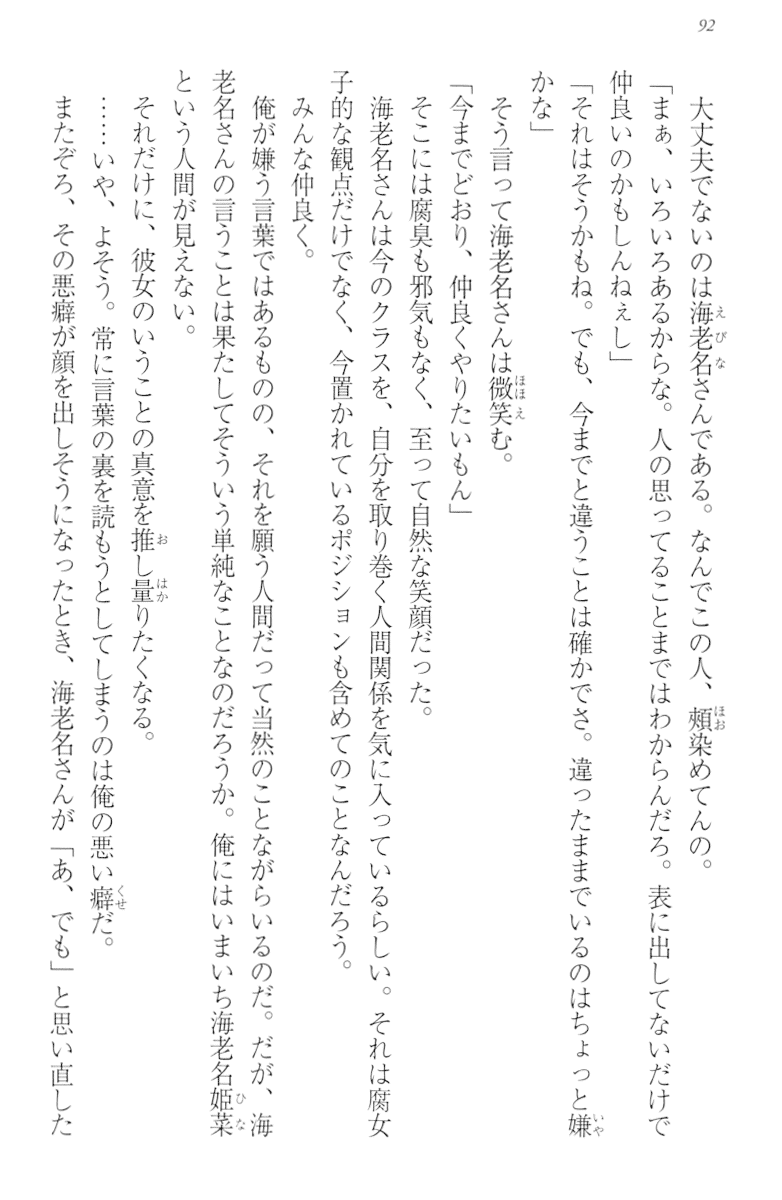 92
大丈夫でないのは海老名さんである。なんでこの人、頰染めてんの。
「まぁ、いろいろあるからな。人の思ってることまではわからんだろ。表に出してないだけで
仲良いのかもしんねぇし」
「それはそうかもね。でも、今までと違うことは確かでさ。違ったままでいるのはちょっと嫌
かな」
そう言って海老名さんは微笑む。
「今までどおり、仲良くやりたいもん」
そこには腐臭も邪気もなく、至って自然な笑顔だった。
海老名さんは今のクラスを、自分を取り巻く人間関係を気に入っているらしい。それは腐女
子的な観点だけでなく、今置かれているポジションも含めてのことなんだろう。
みんな仲良く。
俺が嫌う言葉ではあるものの、それを願う人間だって当然のことながらいるのだ。だが、海
老名さんの言うことは果たしてそういう単純なことなのだろうか。俺にはいまいち海老名姫菜
という人間が見えない。
それだけに、彼女のいうことの真意を推し量りたくなる。
……いや、よそう。常に言葉の裏を読もうとしてしまうのは俺の悪い癖だ。
またぞろ、その悪癖が顔を出しそうになったとき、海老名さんが「あ、でも」と思い直した